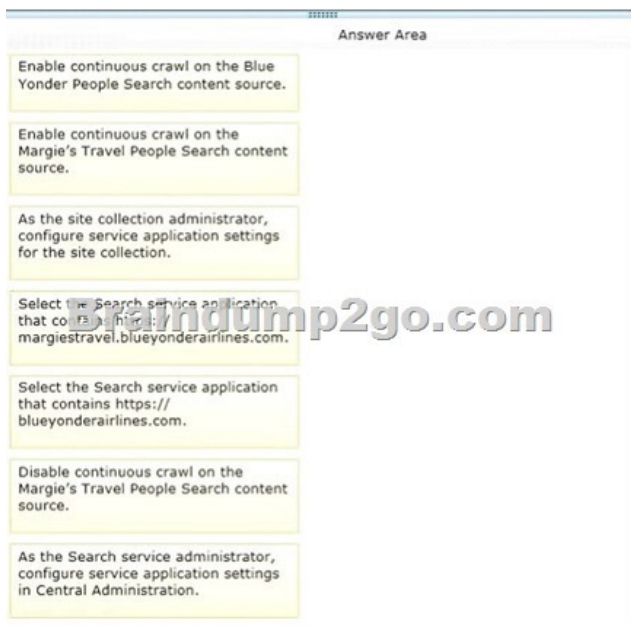 Answer Area
Enable continuous crawl on the Blue
Yonder People Search content source.
Enable continuous crawl on the
Margie's Travel People Search content
source.
As the site collection administrator,
configure service application settings
for the site collection.
Select the Search service application
that contains https://
margiestravel.blueyonderairlines.com.
Braindump2go.com
Select the Search service application
that contains https://
blueyonderairlines.com.
Disable continuous crawl on the
Margie's Travel People Search content
source.
As the Search service administrator,
configure service application settings
in Central Administration.